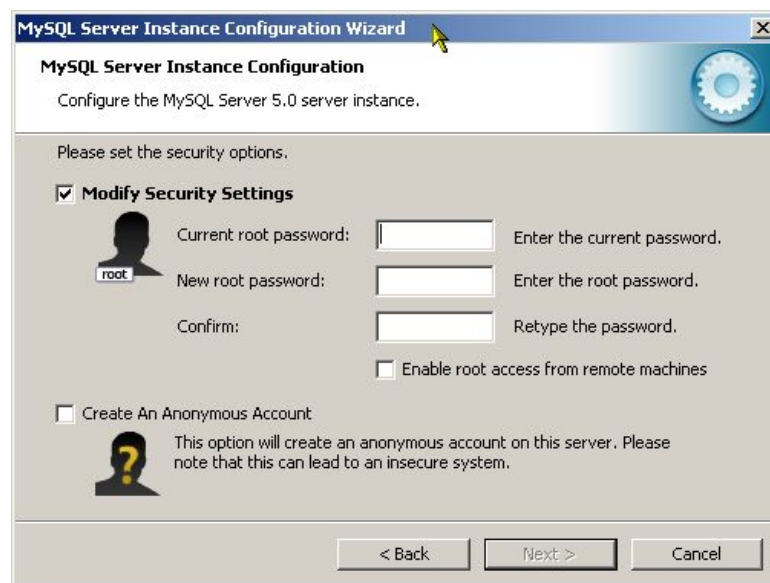 MySQL Server Instance Configuration Wizard
MySQL Server Instance Configuration
Configure the MySQL Server 5.0 server instance.
Please set the security options.
Modify Security Settings
root
Current root password:
Enter the current password.
New root password:
Enter the root password.
Confirm:
Retype the password.
Enable root access from remote machines
Create An Anonymous Account
?
This option will create an anonymous account on this server. Please
note that this can lead to an insecure system.
< Back
Next >
Cancel